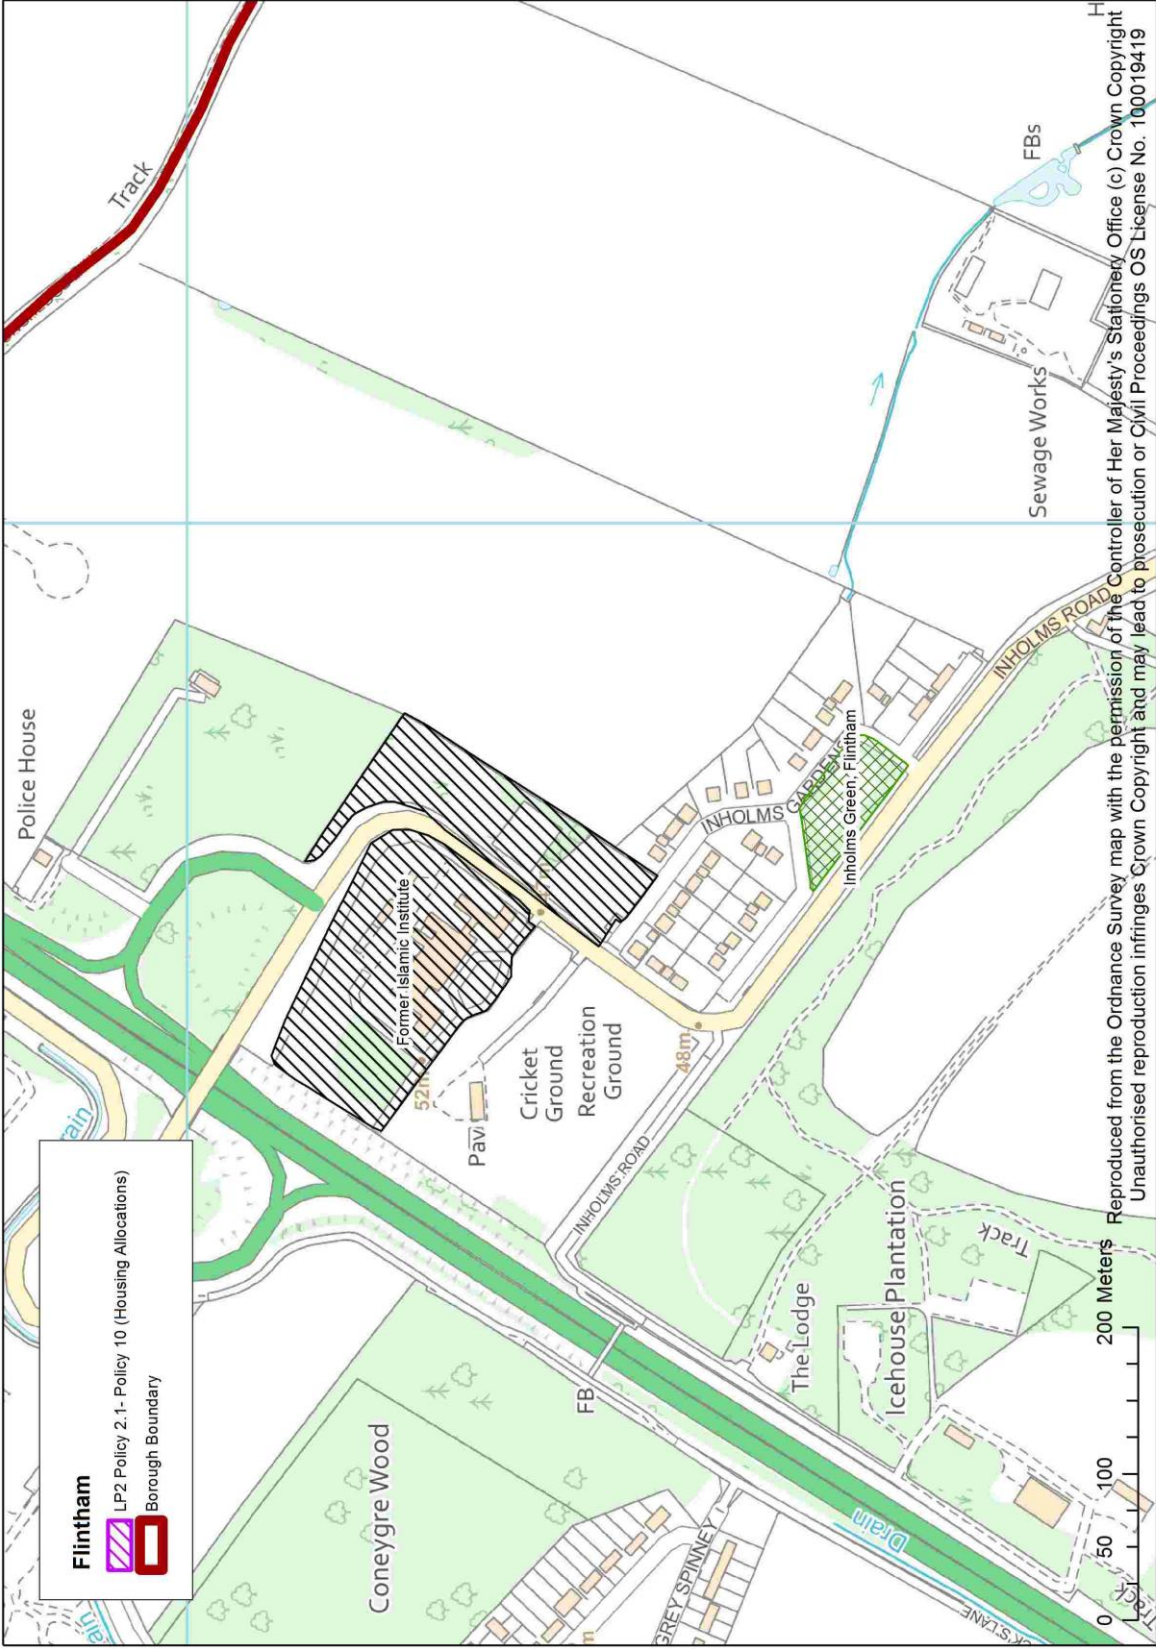 Flintham
LP2 Policy 2.1- Policy 10 (Housing Allocations)
Borough Boundary
Police House
Track
Former Islamic Institute
52m
Pav
Cricket
Ground
Recreation
Ground
48m
INHOLMS ROAD
INHOLMS GARDENS
Inholms Green, Flintham
INHOLMS ROAD
Sewage Works
FBs
H
Coneygre Wood
FB
The Lodge
Icehouse Plantation
Track
GREY SPINNEY
Drain
Track
0 50 100 200 Meters
Reproduced from the Ordnance Survey map with the permission of the Controller of Her Majesty's Stationery Office (c) Crown Copyright
Unauthorised reproduction infringes Crown Copyright and may lead to prosecution or Civil Proceedings OS License No. 100019419